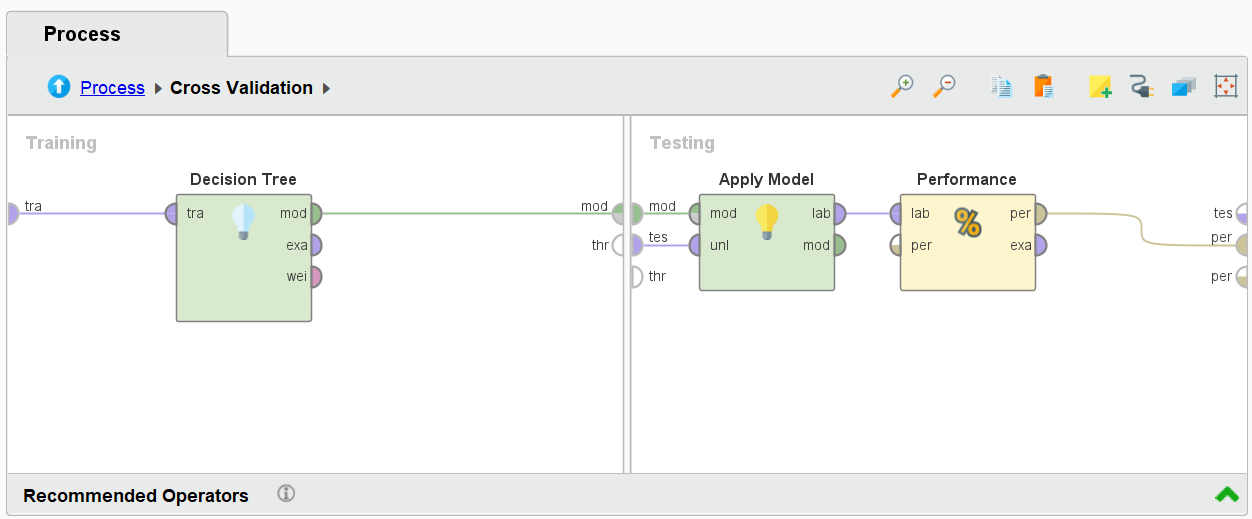 Process
Process Cross Validation
Training
Testing
Decision Tree
Apply Model
Performance
tra
tra
mod
mod
mod
mod
lab
lab
per
tes
exa
thr
tes
unl
mod
per
exa
per
wei
thr
per
Recommended Operators